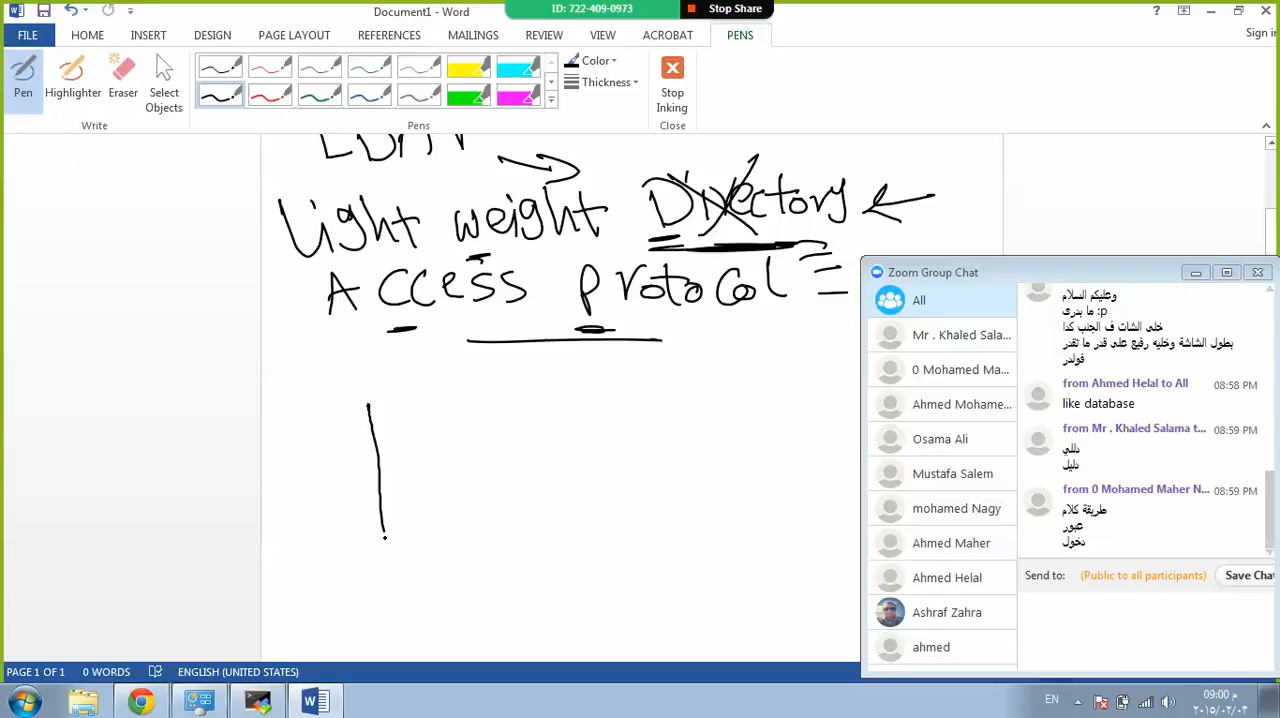 Document1 - Word
ID: 722-409-0973
Stop Share
Sign in
FILE
HOME
INSERT
DESIGN
PAGE LAYOUT
REFERENCES
MAILINGS
REVIEW
VIEW
ACROBAT
PENS
Pen
Highlighter
Eraser
Select
Objects
Color
Thickness
Stop
Inking
Write
Pens
Close
Light weight Directory
Access protocol
Zoom Group Chat
All
Mr . Khaled Sala...
0 Mohamed Ma...
Ahmed Mohame...
Osama Ali
Mustafa Salem
mohamed Nagy
Ahmed Maher
Ahmed Helal
Ashraf Zahra
ahmed
وعليكم السلام
:p ما بدرى
خلى الشات ف الجنب كدا
بطول الشاشة وخليه رفيع على قدر ما تقدر
فولدر
from Ahmed Helal to All 08:58 PM
like database
from Mr . Khaled Salama t... 08:59 PM
دللي
دليل
from 0 Mohamed Maher N... 08:59 PM
طريقة كلام
عبور
دخول
Send to: (Public to all participants) Save Cha
PAGE 1 OF 1 0 WORDS ENGLISH (UNITED STATES)
EN
09:00 م
٢٠١٥/٠٢/٠٣